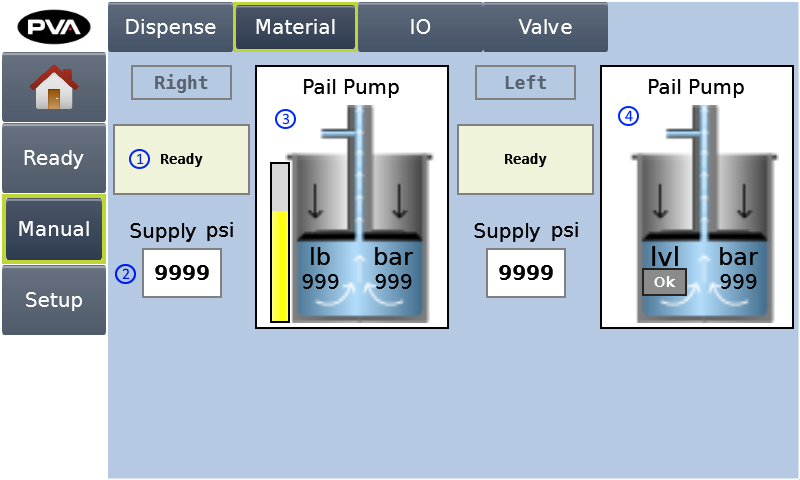 PVA
Dispense
Material
IO
Valve
Ready
Manual
Setup
Right
1 Ready
Supply psi
2 9999
Pail Pump
3
lb bar
999 999
Left
Ready
Supply psi
9999
Pail Pump
4
lvl bar
Ok 999